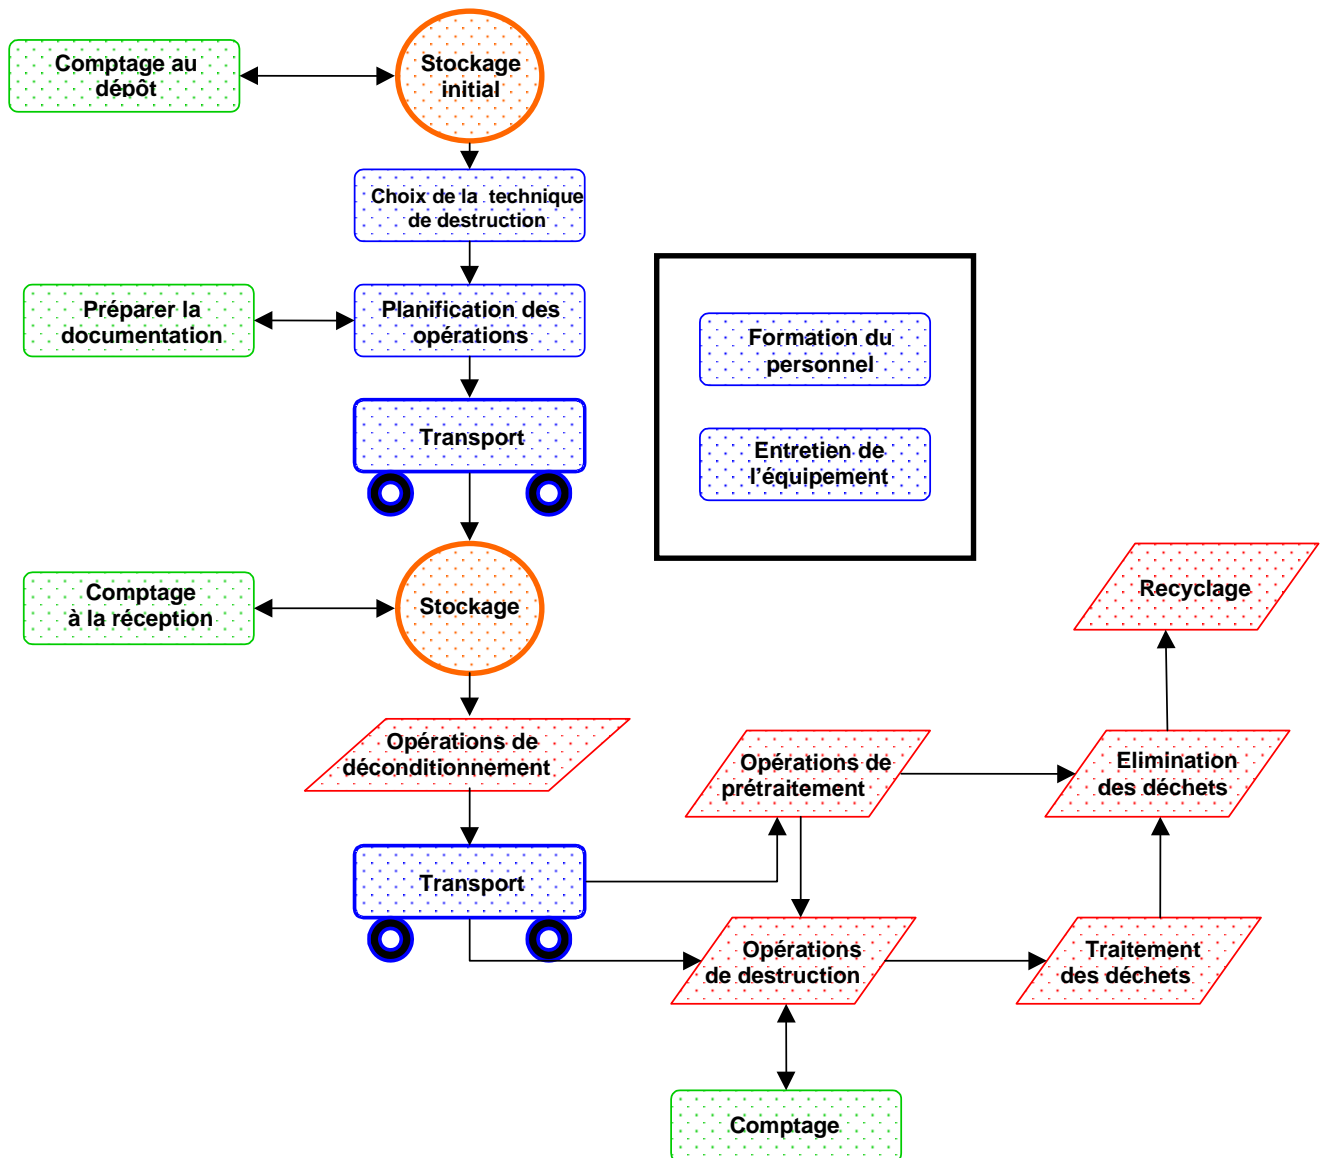 Comptage au
dépôt
Stockage
initial
Choix de la technique
de destruction
Préparer la
documentation
Planification des
opérations
Formation du
personnel
Transport
Entretien de
l'équipement
Comptage
à la réception
Stockage
Recyclage
Opérations de
déconditionnement
Opérations de
prétraitement
Elimination
des déchets
Transport
Opérations
de destruction
Traitement
des déchets
Comptage